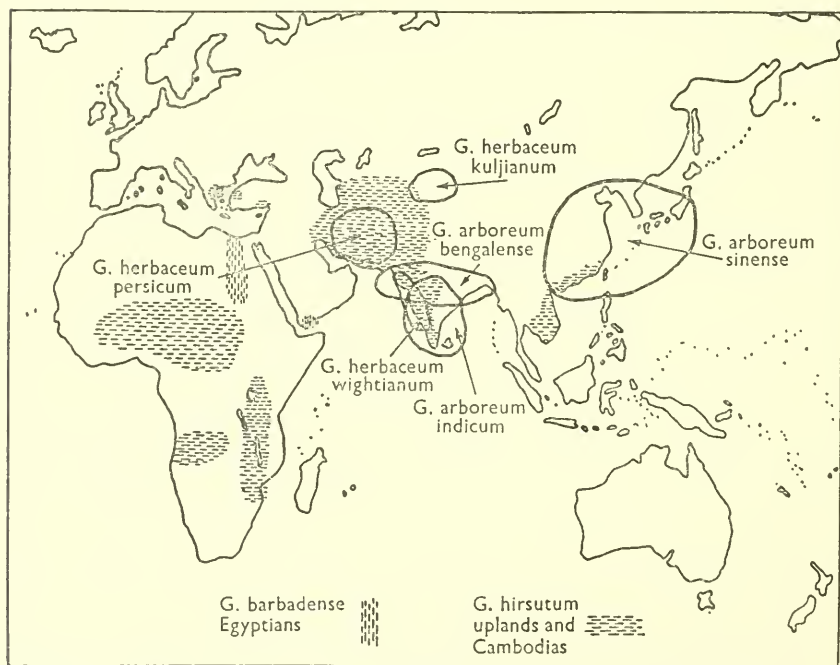 G. herbaceum
kuljianum
G. arboreum
bengalense
G. arboreum
sinense
G. herbaceum
persicum
G. herbaceum
wightianum
G. arboreum
indicum
G. barbadense
Egyptians
G. hirsutum
uplands and
Cambodias